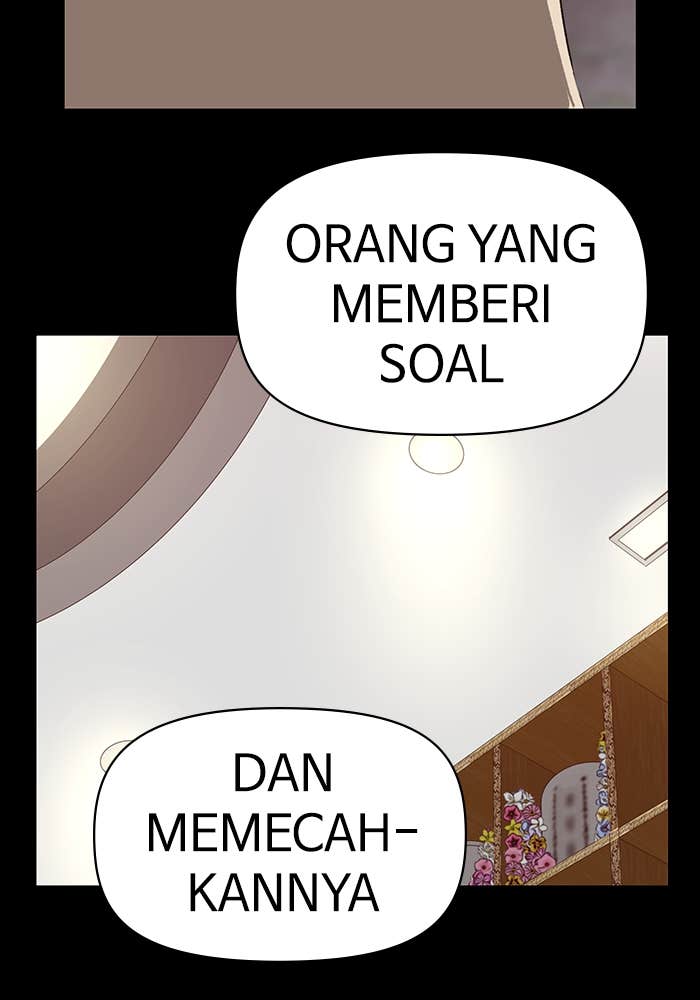 ORANG YANG
MEMBERI
SOAL
DAN
MEMECAH-
KANNYA